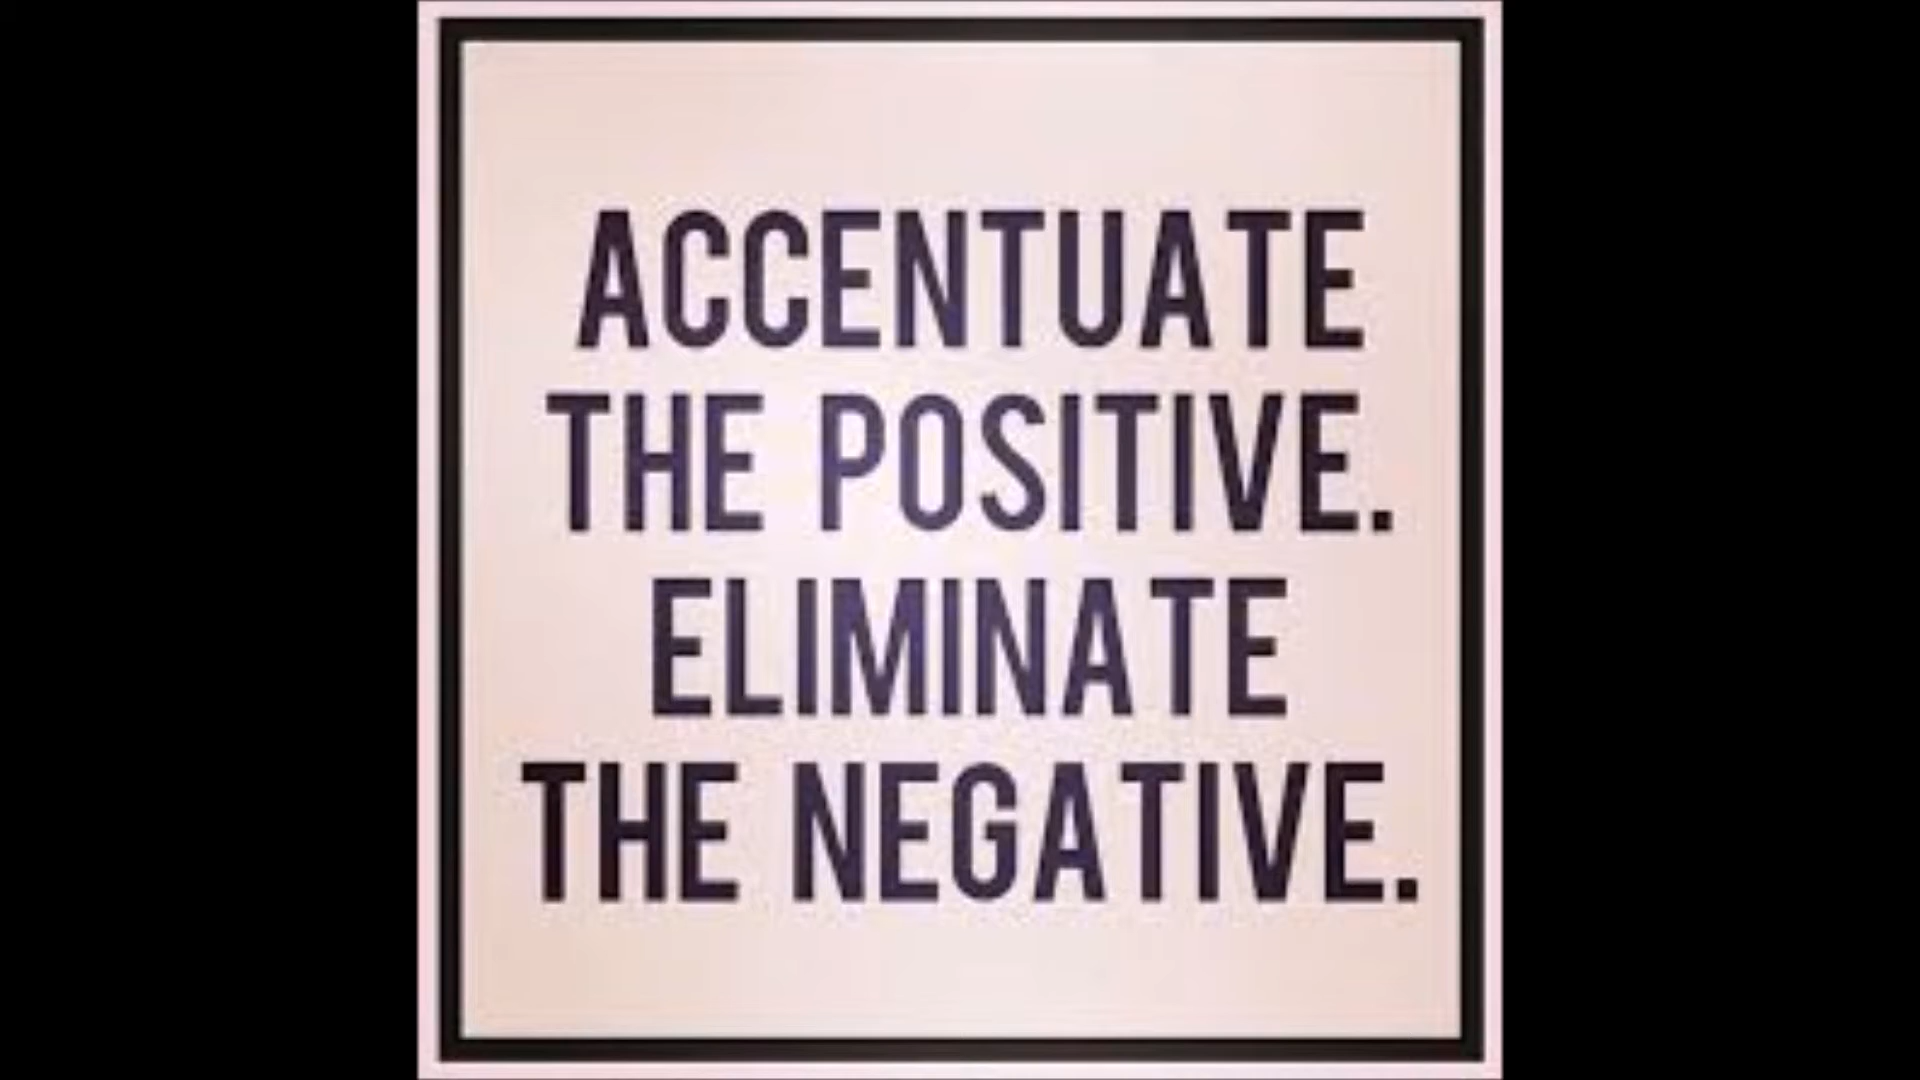 ACCENTUATE
THE POSITIVE.
ELIMINATE
THE NEGATIVE.